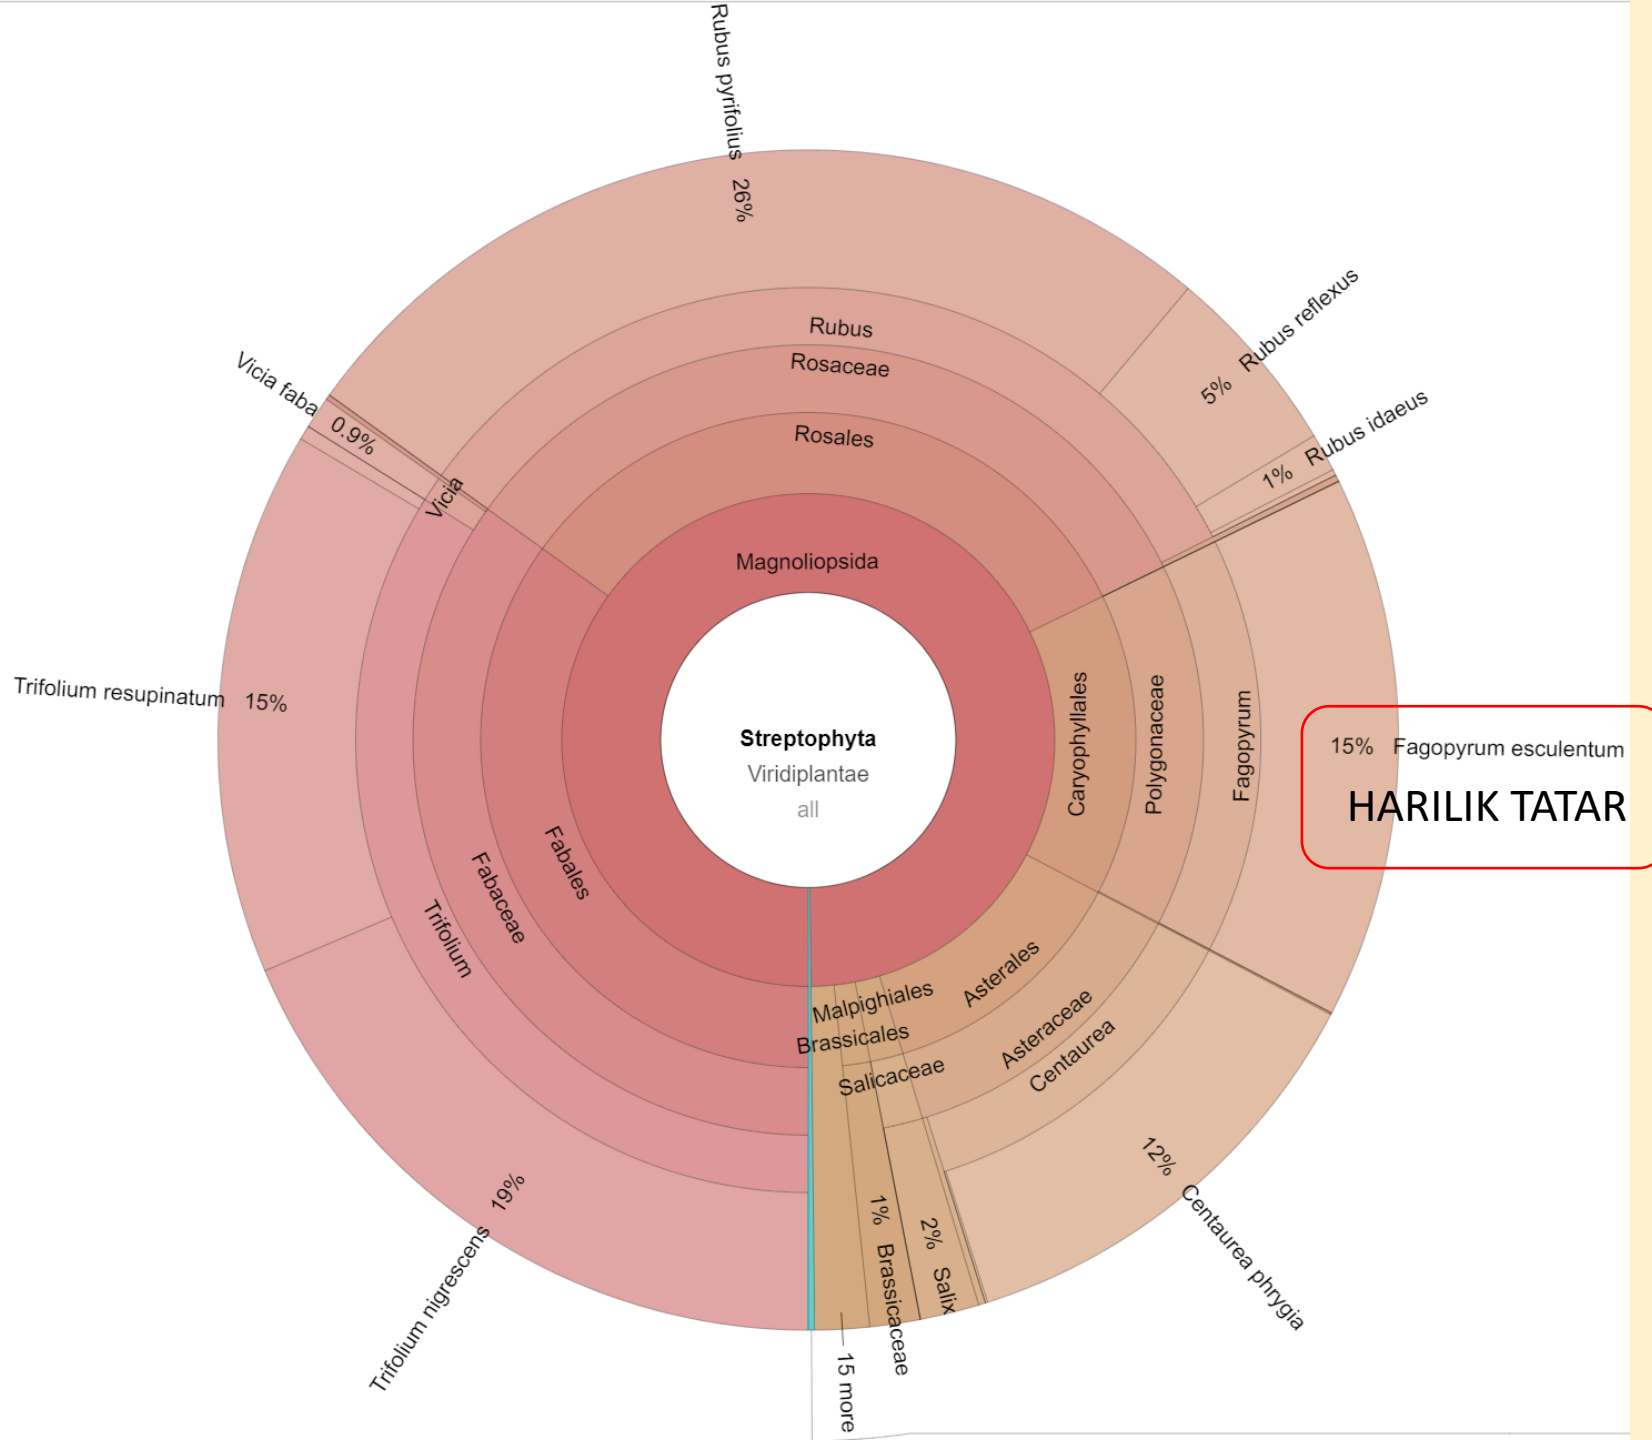 Rubus pyrifolius 26%
Rubus reflexus
5%
Rubus idaeus
1%
Vicia faba
0.9%
Vicia
Rubus
Rosaceae
Rosales
Magnoliopsida
Trifolium resupinatum 15%
Streptophyta
Viridiplantae
all
Caryophyllales
Polygonaceae
Fagopyrum
15% Fagopyrum esculentum
HARILIK TATAR
Fabales
Fabaceae
Trifolium
Malpighiales
Asterales
Brassicales
Asteraceae
Salicaceae
Centaurea
Trifolium nigrescens 19%
12% Centaurea phrygia
1% Brassicaceae
2% Salix
15 more